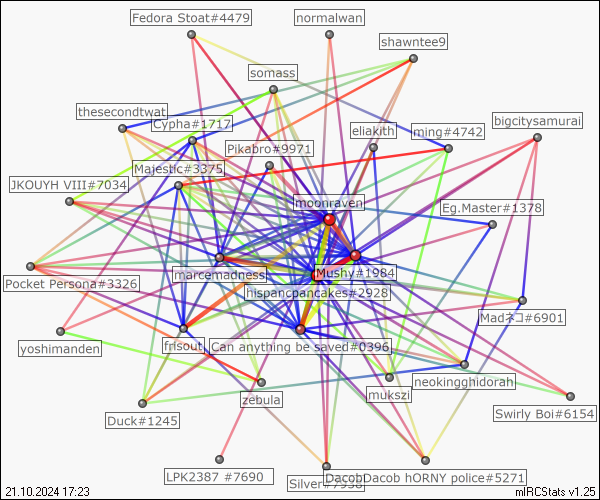 Fedora Stoat#4479
normalwan
shawntee9
somass
thesecondtwat
Cypha#1717
eliakith
ming#4742
bigcitysamurai
Pikabro#9971
Majestic#3375
JKOUYH VIII#7034
moonraven
Eg.Master#1378
marcemadness
Mushy#1984
Pocket Persona#3326
hispancpancakes#2928
Madネコ#6901
yoshimanden
frisout
Can anything be saved#0396
neokingghidorah
mukszi
zebula
Swirly Boi#6154
Duck#1245
LPK2387 #7690
Silver#7958
DacobDacob hORNY police#5271
21.10.2024 17:23
mIRCStats v1.25